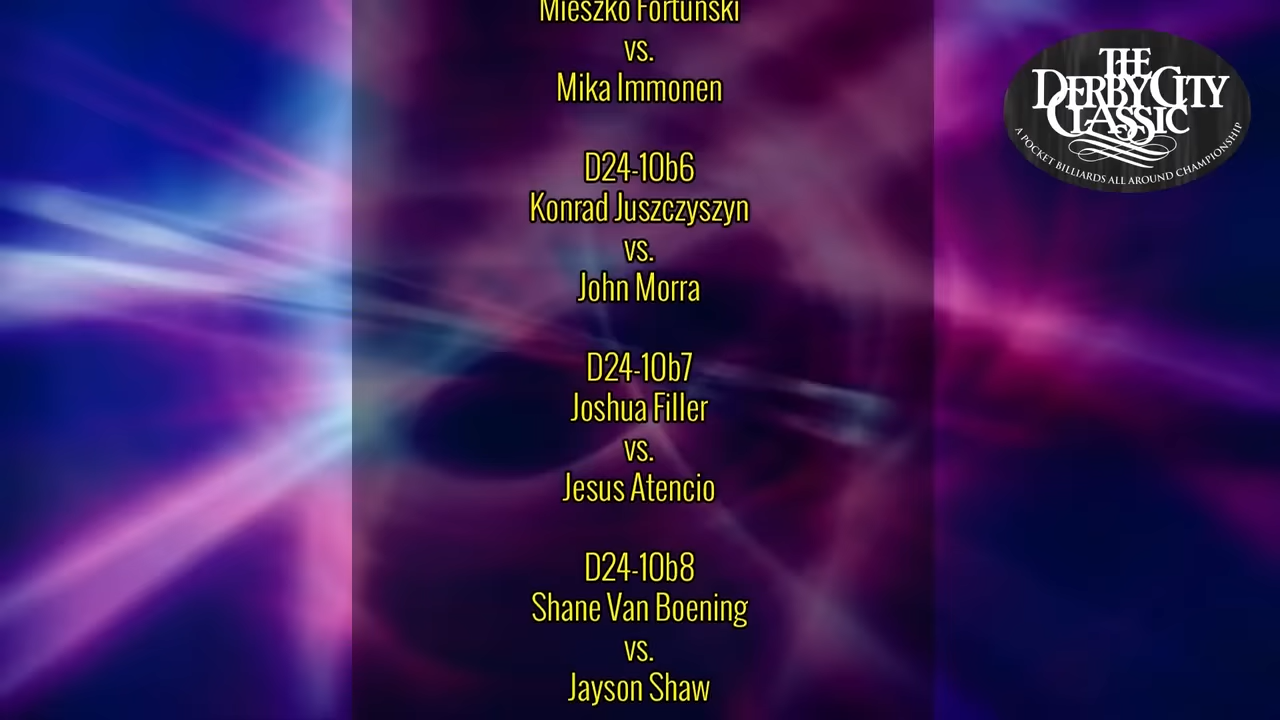 Mieszko Fortunski
vs.
Mika Immonen
D24-10b6
Konrad Juszczyszyn
vs.
John Morra
D24-10b7
Joshua Filler
vs.
Jesus Atencio
D24-10b8
Shane Van Boening
vs.
Jayson Shaw
THE
DERBY CITY
CLASSIC
A POCKET BILLIARDS ALL AROUND CHAMPIONSHIP